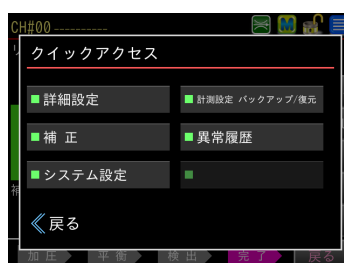 CH#00 ----------
M
クイックアクセス
詳細設定
計測設定 バックアップ/復元
補 正
異常履歴
システム設定
補
《戻る
加 圧
平 衡
検 出
完 了
戻る